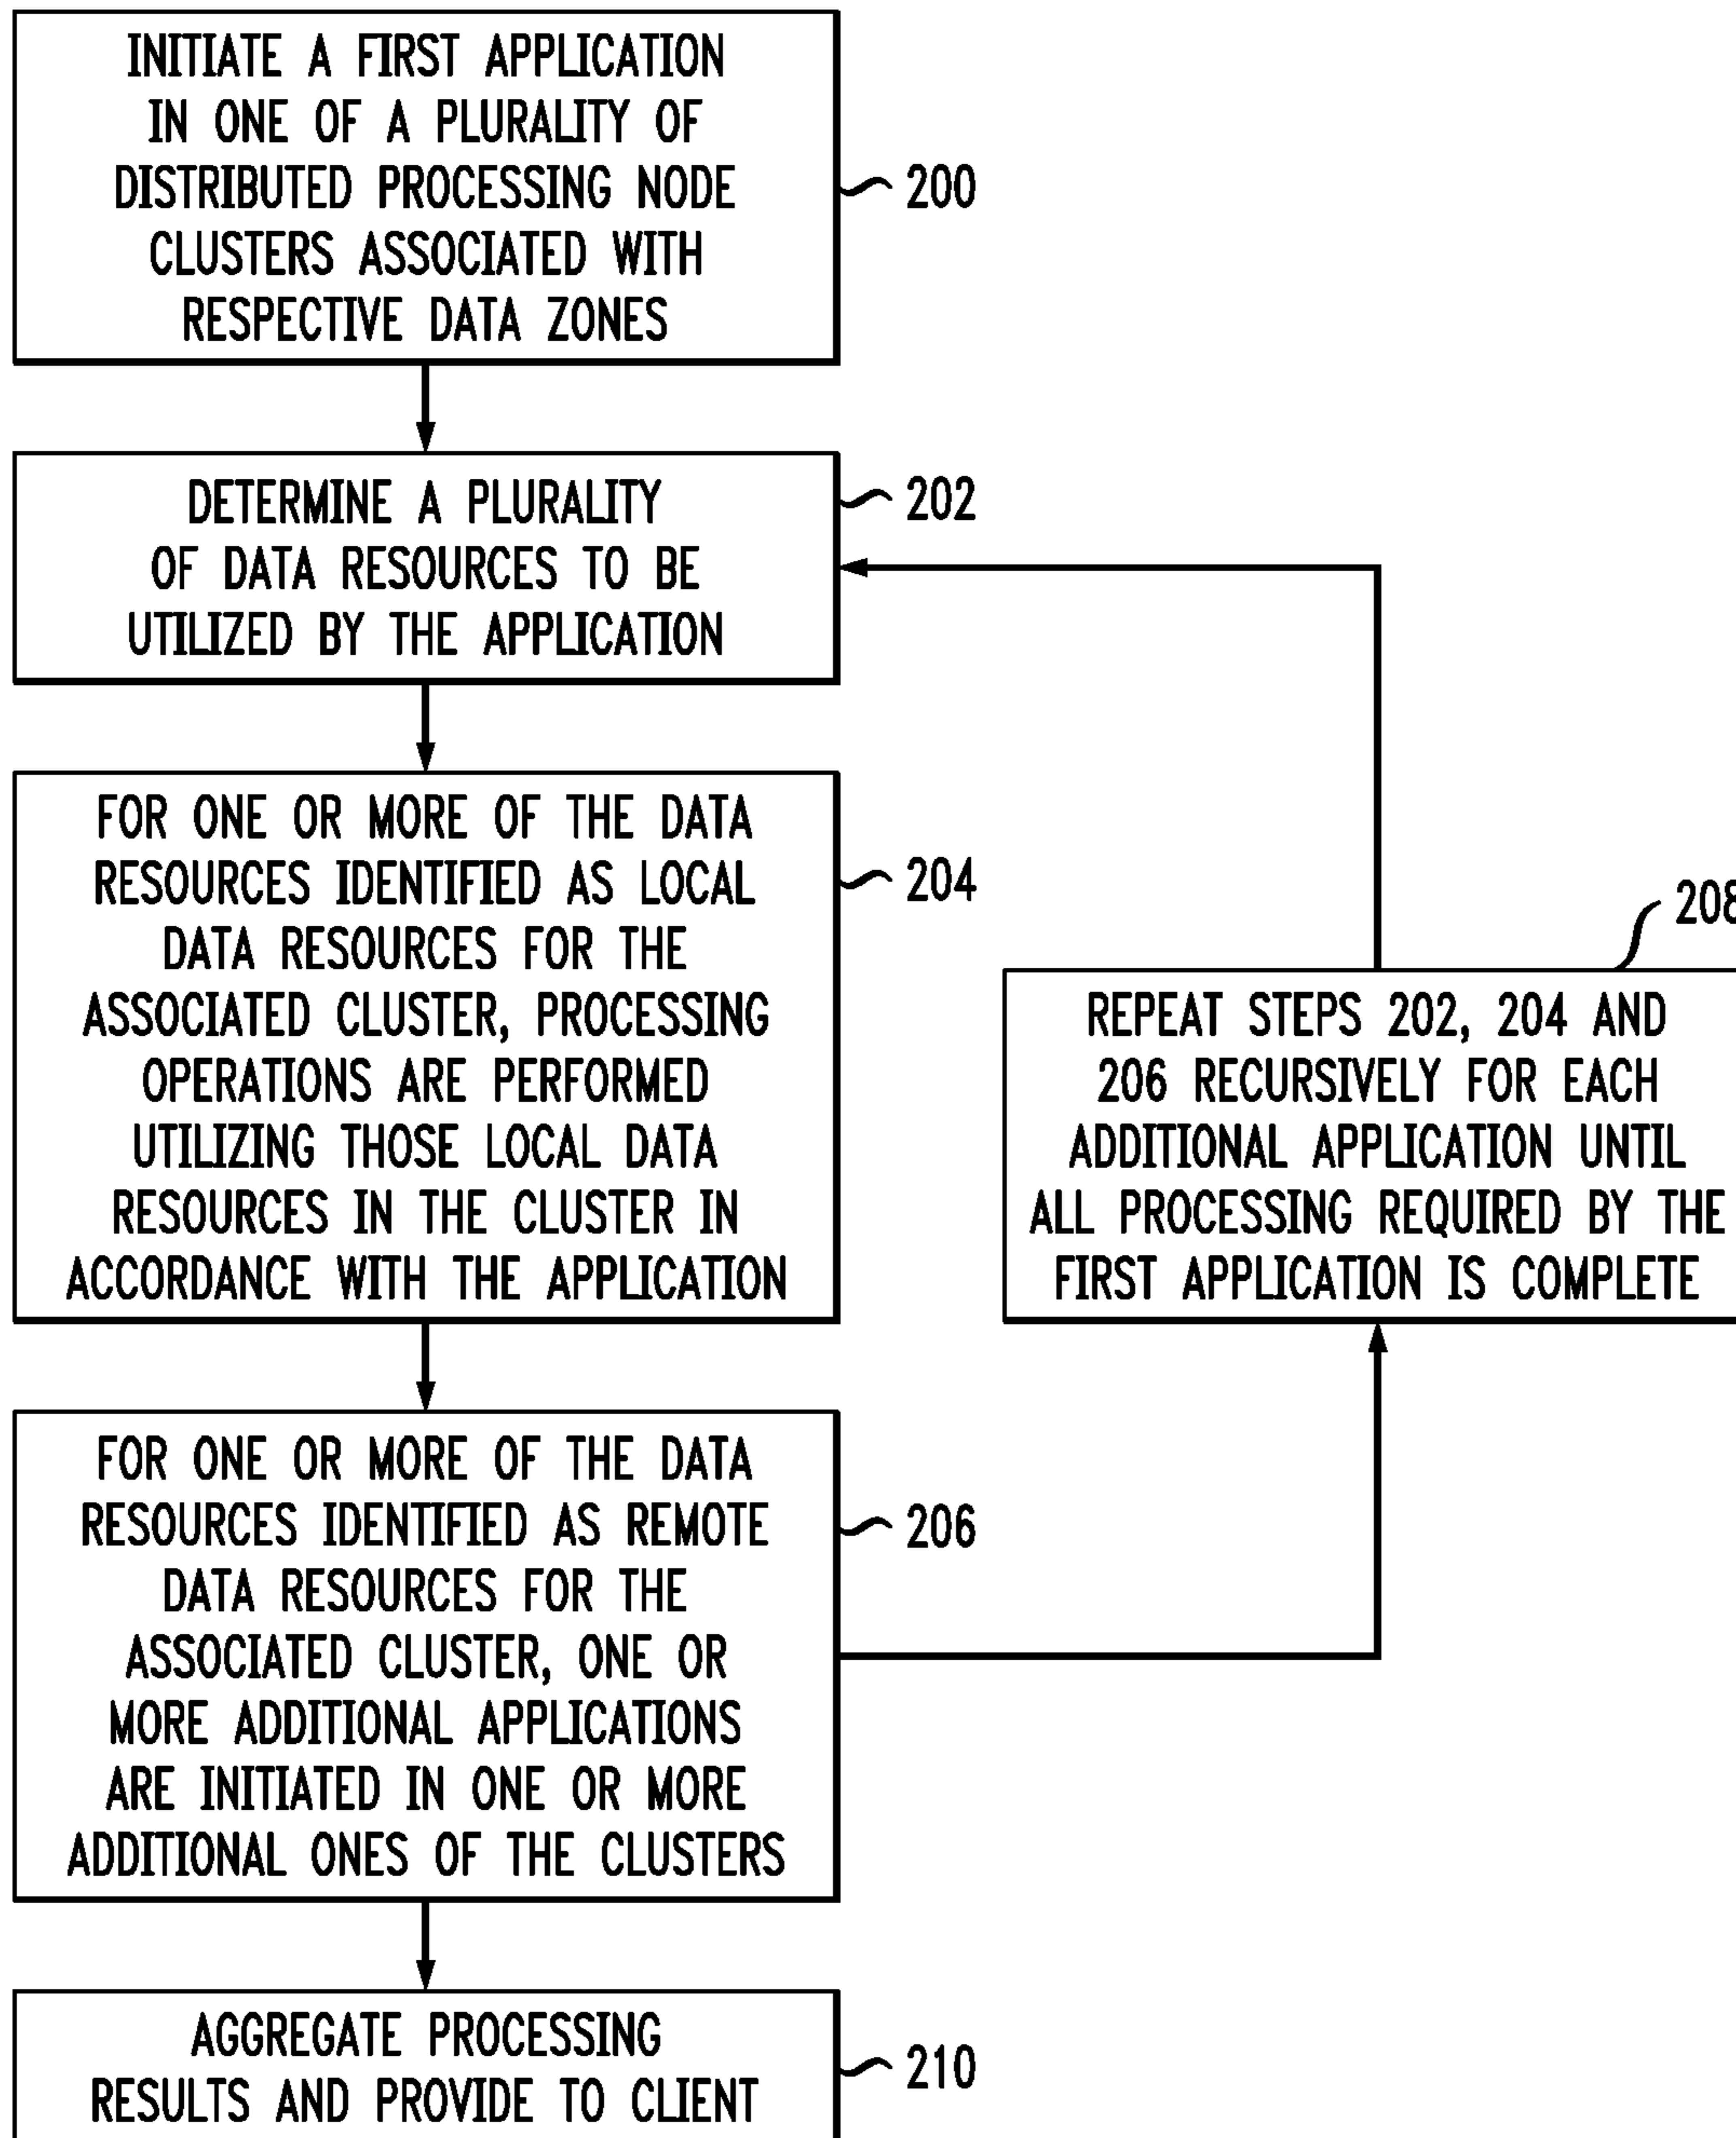 INITIATE A FIRST APPLICATION
IN ONE OF A PLURALITY OF
DISTRIBUTED PROCESSING NODE
CLUSTERS ASSOCIATED WITH
RESPECTIVE DATA ZONES
200
DETERMINE A PLURALITY
OF DATA RESOURCES TO BE
UTILIZED BY THE APPLICATION
202
FOR ONE OR MORE OF THE DATA
RESOURCES IDENTIFIED AS LOCAL
DATA RESOURCES FOR THE
ASSOCIATED CLUSTER, PROCESSING
OPERATIONS ARE PERFORMED
UTILIZING THOSE LOCAL DATA
RESOURCES IN THE CLUSTER IN
ACCORDANCE WITH THE APPLICATION
204
208
REPEAT STEPS 202, 204 AND
206 RECURSIVELY FOR EACH
ADDITIONAL APPLICATION UNTIL
ALL PROCESSING REQUIRED BY THE
FIRST APPLICATION IS COMPLETE
FOR ONE OR MORE OF THE DATA
RESOURCES IDENTIFIED AS REMOTE
DATA RESOURCES FOR THE
ASSOCIATED CLUSTER, ONE OR
MORE ADDITIONAL APPLICATIONS
ARE INITIATED IN ONE OR MORE
ADDITIONAL ONES OF THE CLUSTERS
206
AGGREGATE PROCESSING
RESULTS AND PROVIDE TO CLIENT
210